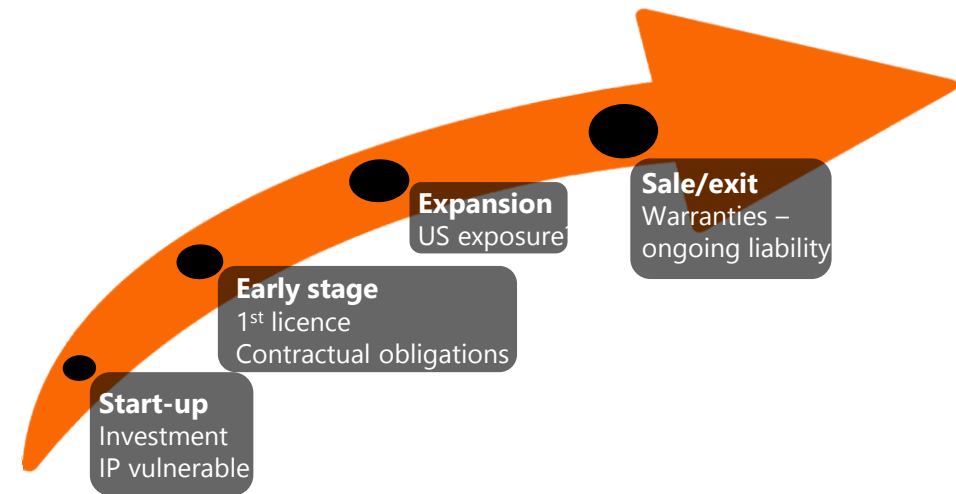 Start-up
Investment
IP vulnerable
Early stage
1st licence
Contractual obligations
Expansion
US exposure?
Sale/exit
Warranties –
ongoing liability